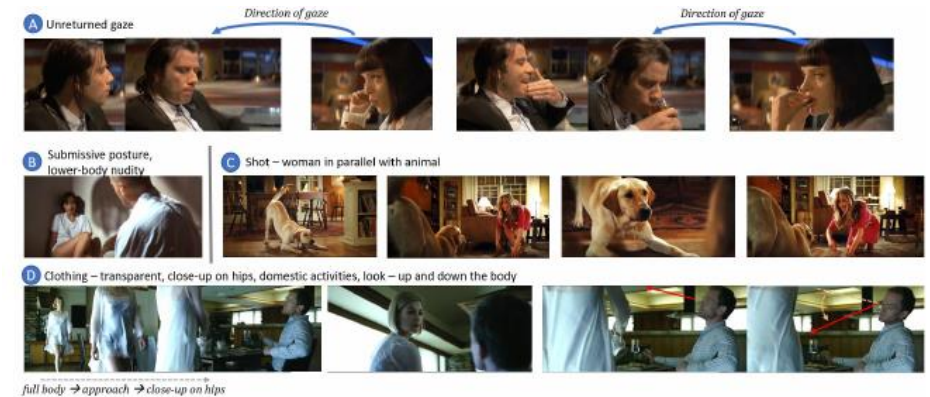 Direction of gaze
Direction of gaze
A Unreturned gaze
B Submissive posture,
lower-body nudity
C Shot – woman in parallel with animal
D Clothing – transparent, close-up on hips, domestic activities, look – up and down the body
full body → approach → close-up on hips